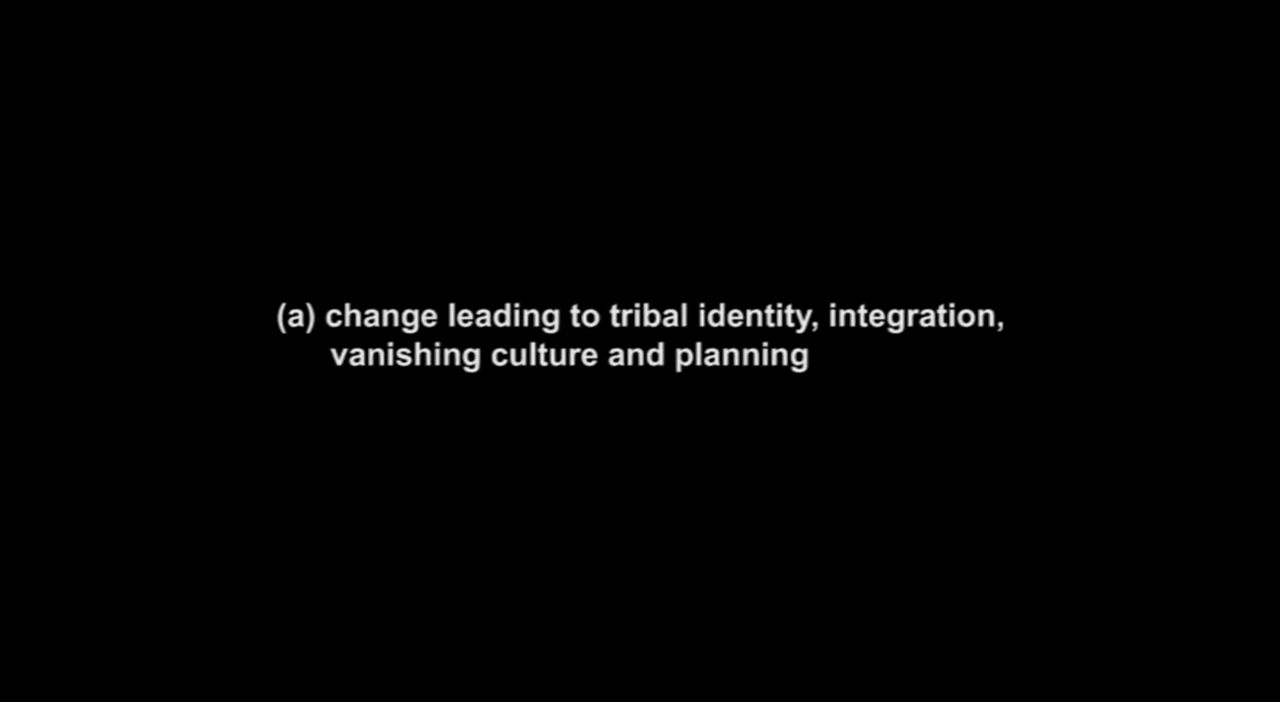 (a) change leading to tribal identity, integration,
vanishing culture and planning